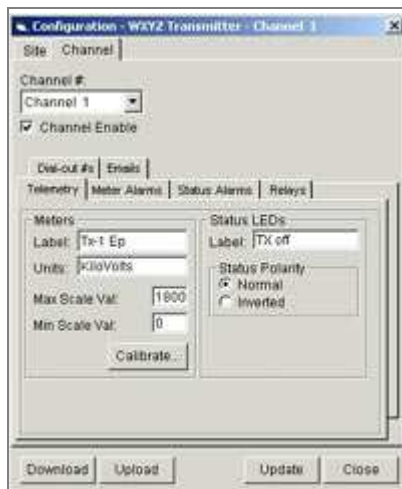 Configuration - WXYZ Transmitter - Channel 1
Site Channel
Channel #:
Channel 1
Channel Enable
Dial-out #s Emails
Telemetry Meter Alarms Status Alarms Relays
Meters
Label: Tx-1 Ep
Units: KiloVolts
Max Scale Val: 1800
Min Scale Val: 0
Calibrate...
Status LEDs
Label: TX off
Status Polarity
Normal
Inverted
Download Upload Update Close